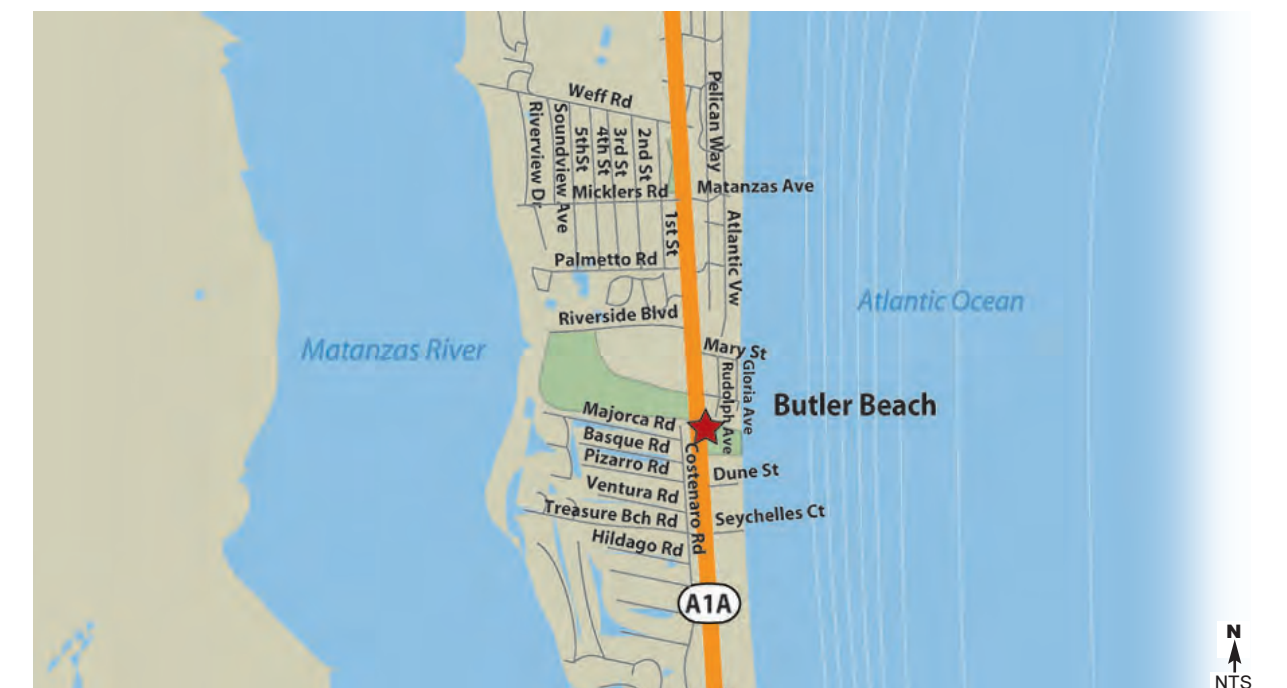 Weff Rd
Pelican Way
Riverview Dr
Soundview Ave
5thSt
4th St
3rd St
2nd St
Micklers Rd
Matanzas Ave
1st St
Atlantic Vw
Palmetto Rd
Atlantic Ocean
Riverside Blvd
Matanzas River
Mary St
Rudolph Ave
Gloria Ave
Butler Beach
Majorca Rd
Basque Rd
Pizarro Rd
Costenaro Rd
Dune St
Ventura Rd
Treasure Bch Rd
Seychelles Ct
Hildago Rd
A1A
N
NTS